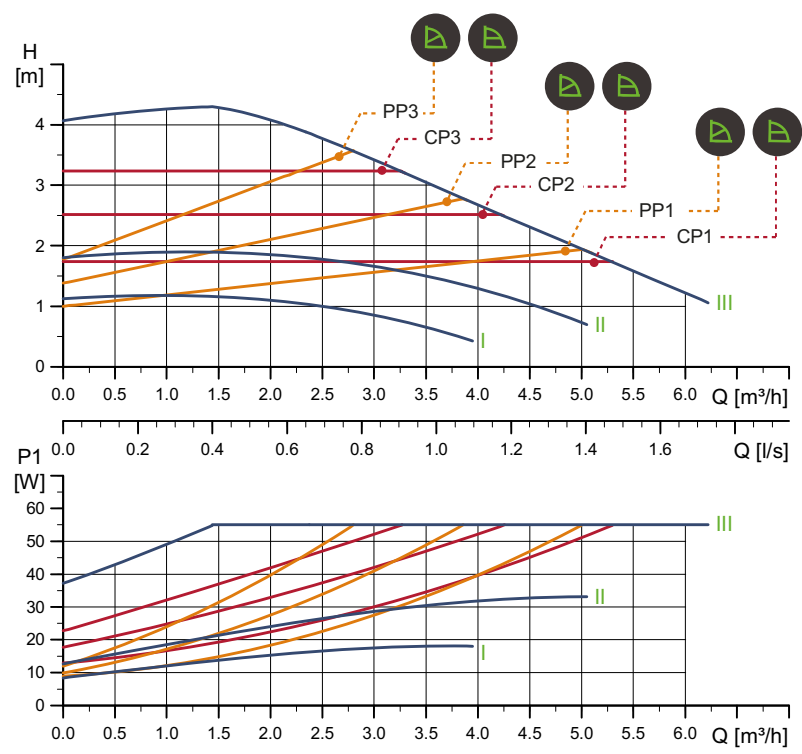 H
[m]
PP3
CP3
4
PP2
CP2
3
PP1
CP1
2
1
III
II
I
0
0.0 0.5 1.0 1.5 2.0 2.5 3.0 3.5 4.0 4.5 5.0 5.5 6.0 Q [m³/h]
0.0 0.2 0.4 0.6 0.8 1.0 1.2 1.4 1.6 Q [l/s]
P1
[W]
60
III
50
40
30
II
20
I
10
0
0.0 0.5 1.0 1.5 2.0 2.5 3.0 3.5 4.0 4.5 5.0 5.5 6.0 Q [m³/h]